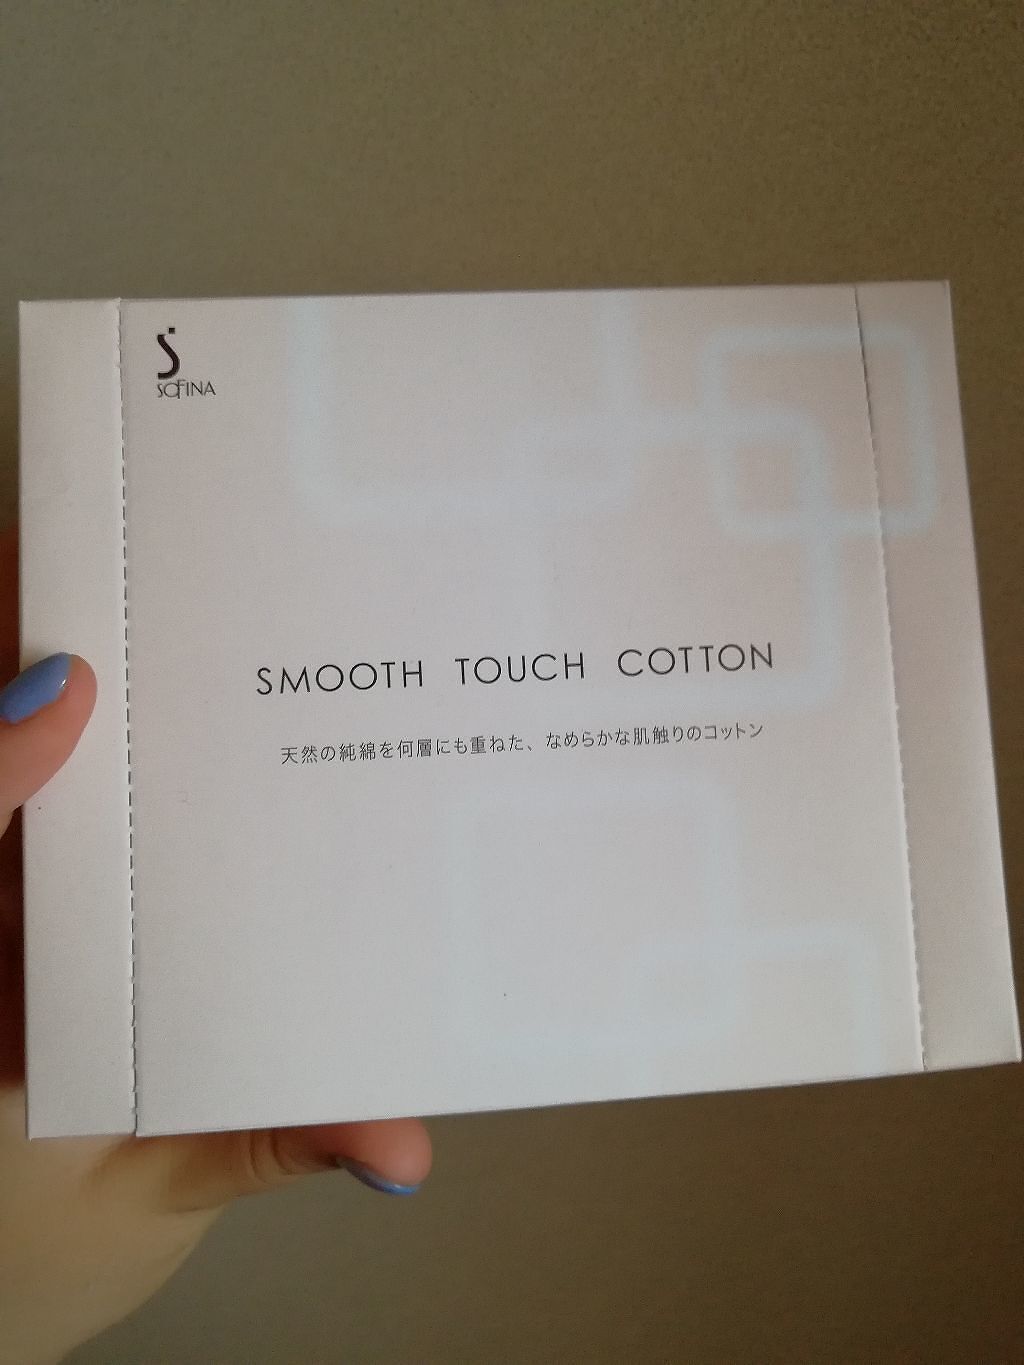 SOFINA
SMOOTH TOUCH COTTON
天然の純綿を何層にも重ねた、なめらかな肌触りのコットン